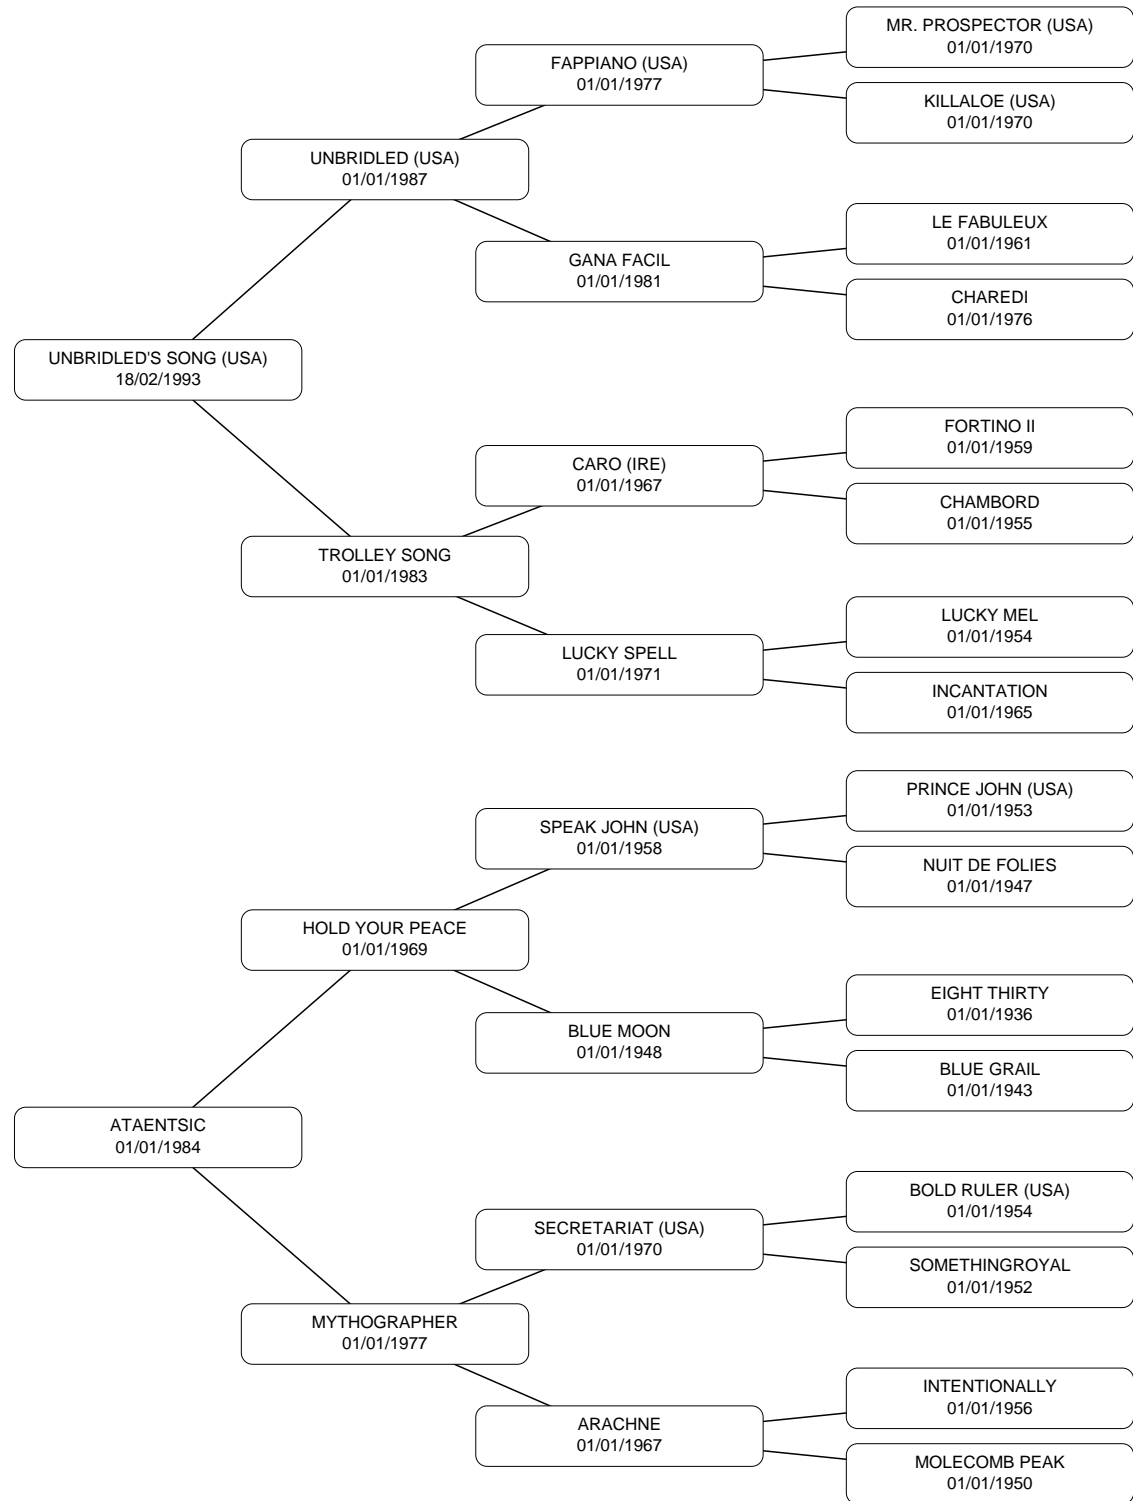 MR. PROSPECTOR (USA)
01/01/1970
FAPPIANO (USA)
01/01/1977
KILLALOE (USA)
01/01/1970
UNBRIDLED (USA)
01/01/1987
LE FABULEUX
01/01/1961
GANA FACIL
01/01/1981
CHAREDI
01/01/1976
UNBRIDLED'S SONG (USA)
18/02/1993
FORTINO II
01/01/1959
CARO (IRE)
01/01/1967
CHAMBORD
01/01/1955
TROLLEY SONG
01/01/1983
LUCKY MEL
01/01/1954
LUCKY SPELL
01/01/1971
INCANTATION
01/01/1965
PRINCE JOHN (USA)
01/01/1953
SPEAK JOHN (USA)
01/01/1958
NUIT DE FOLIES
01/01/1947
HOLD YOUR PEACE
01/01/1969
EIGHT THIRTY
01/01/1936
BLUE MOON
01/01/1948
BLUE GRAIL
01/01/1943
ATAENTSIC
01/01/1984
BOLD RULER (USA)
01/01/1954
SECRETARIAT (USA)
01/01/1970
SOMETHINGROYAL
01/01/1952
MYTHOGRAPHER
01/01/1977
INTENTIONALLY
01/01/1956
ARACHNE
01/01/1967
MOLECOMB PEAK
01/01/1950